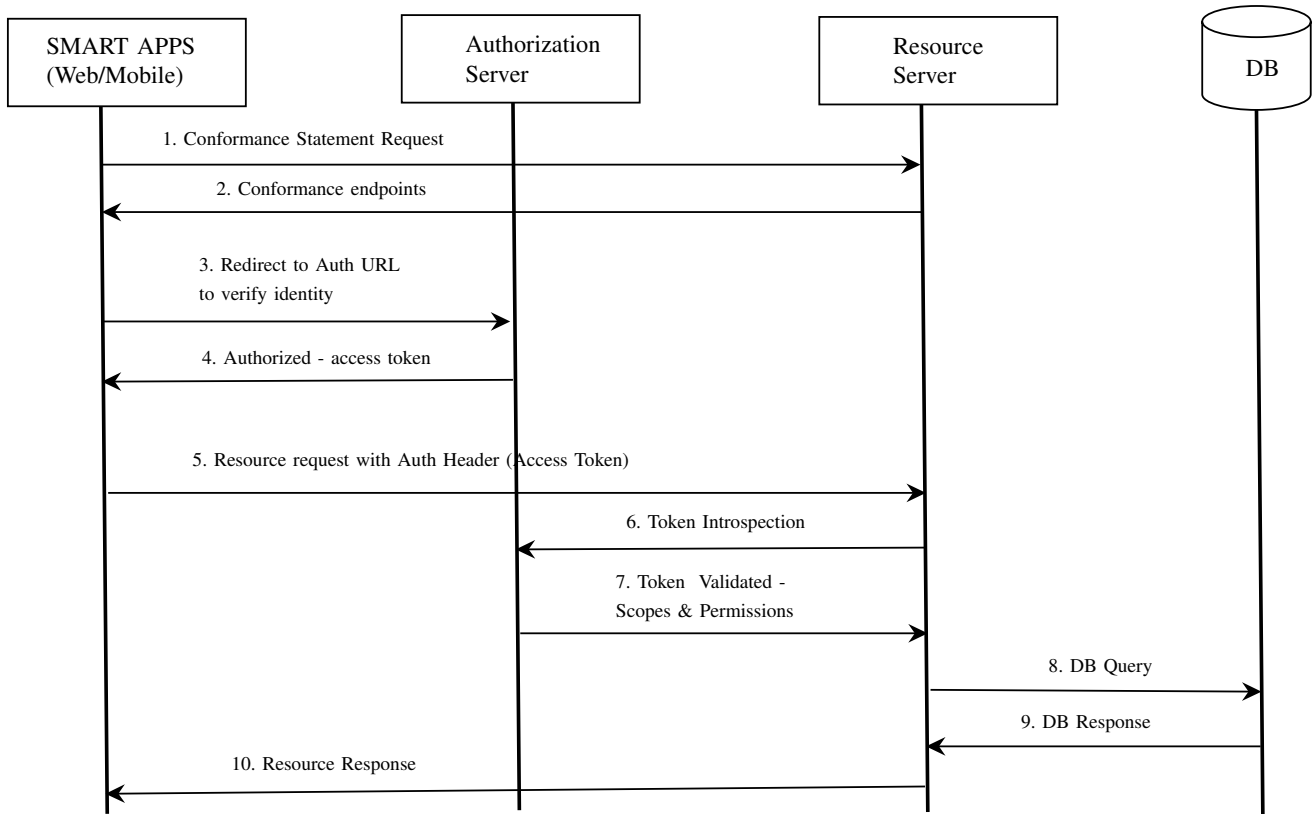 SMART APPS
(Web/Mobile)
Authorization
Server
Resource
Server
DB
1. Conformance Statement Request
2. Conformance endpoints
3. Redirect to Auth URL
to verify identity
4. Authorized - access token
5. Resource request with Auth Header (Access Token)
6. Token Introspection
7. Token Validated -
Scopes & Permissions
8. DB Query
9. DB Response
10. Resource Response